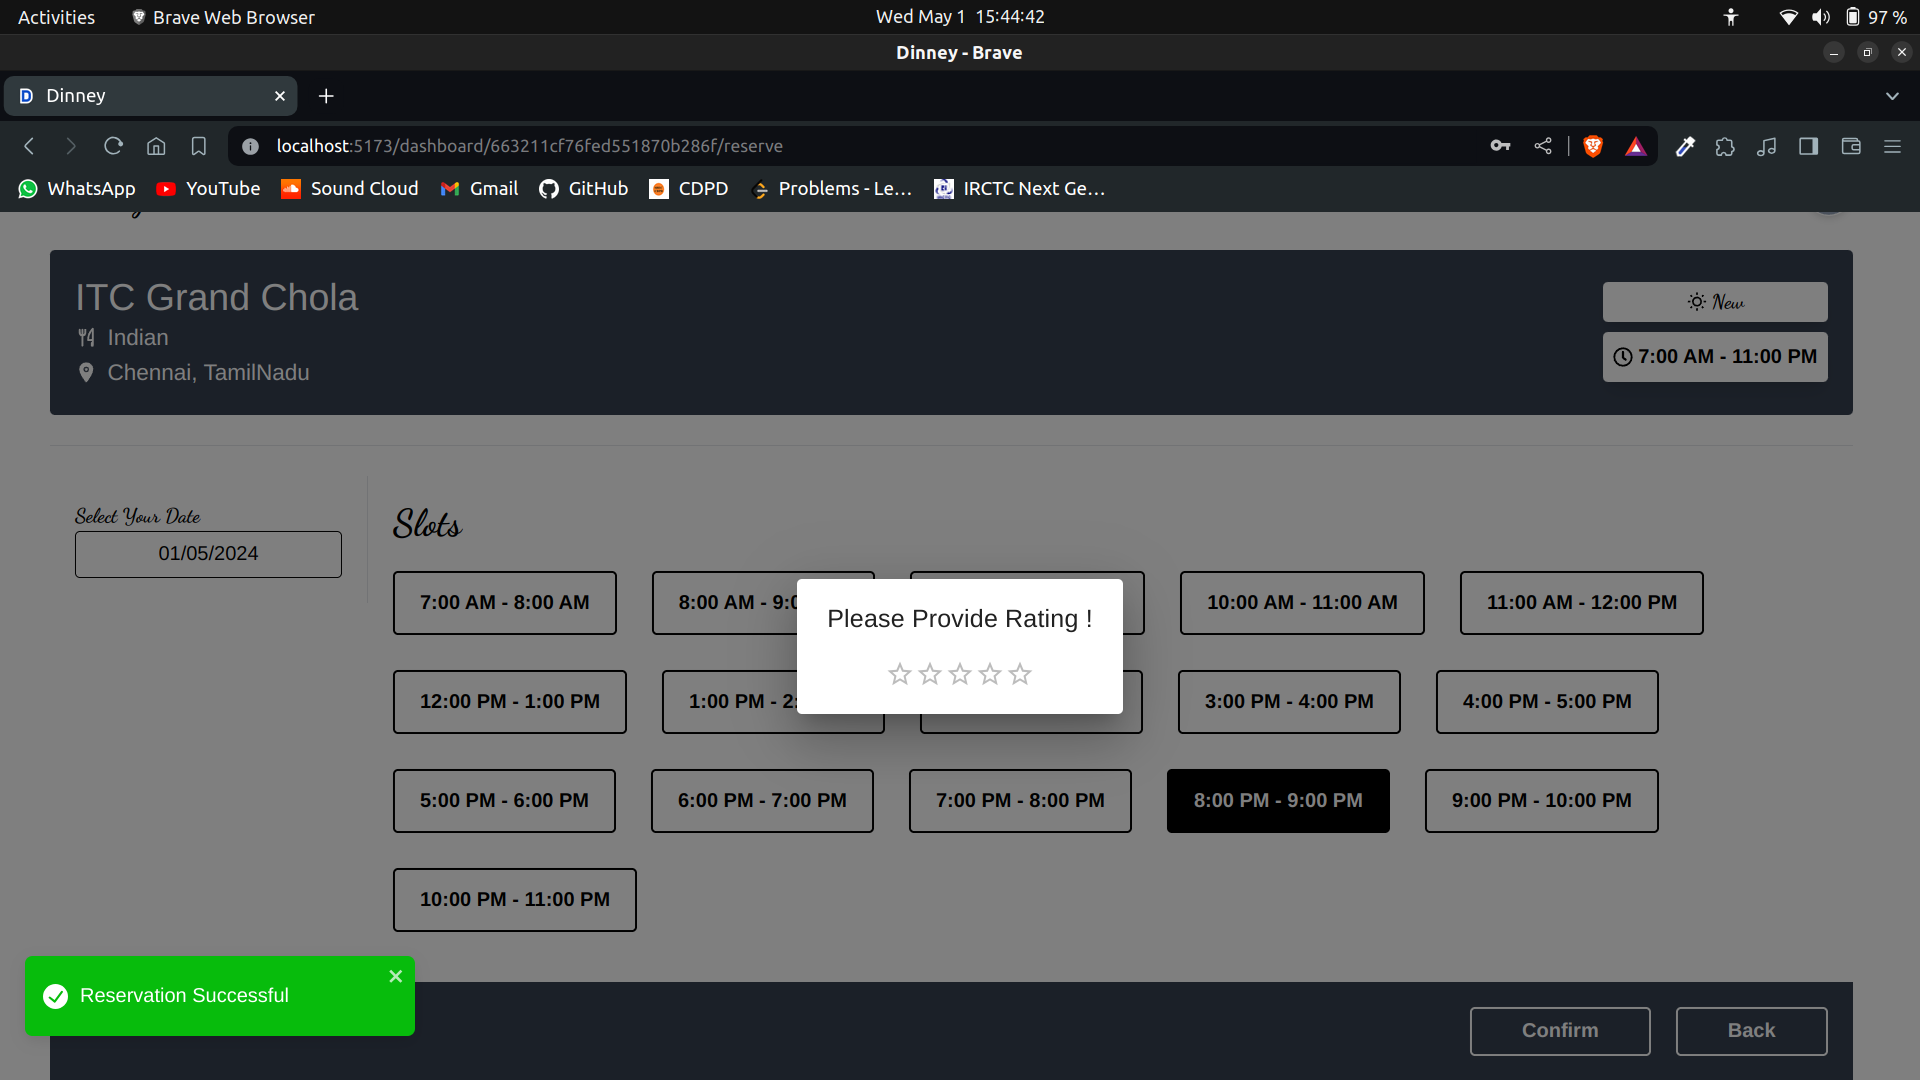 Activities Brave Web Browser Wed May 1 15:44:42 97 %
Dinney - Brave
Dinney
localhost:5173/dashboard/663211cf76fed551870b286f/reserve
WhatsApp YouTube Sound Cloud Gmail GitHub CDPD Problems - Le... IRCTC Next Ge...
ITC Grand Chola
Indian
Chennai, TamilNadu
New
7:00 AM - 11:00 PM
Select Your Date
01/05/2024
Slots
7:00 AM - 8:00 AM 8:00 AM - 9:0 10:00 AM - 11:00 AM 11:00 AM - 12:00 PM
Please Provide Rating !
12:00 PM - 1:00 PM 1:00 PM - 2: 3:00 PM - 4:00 PM 4:00 PM - 5:00 PM
5:00 PM - 6:00 PM 6:00 PM - 7:00 PM 7:00 PM - 8:00 PM 8:00 PM - 9:00 PM 9:00 PM - 10:00 PM
10:00 PM - 11:00 PM
Reservation Successful
Confirm Back